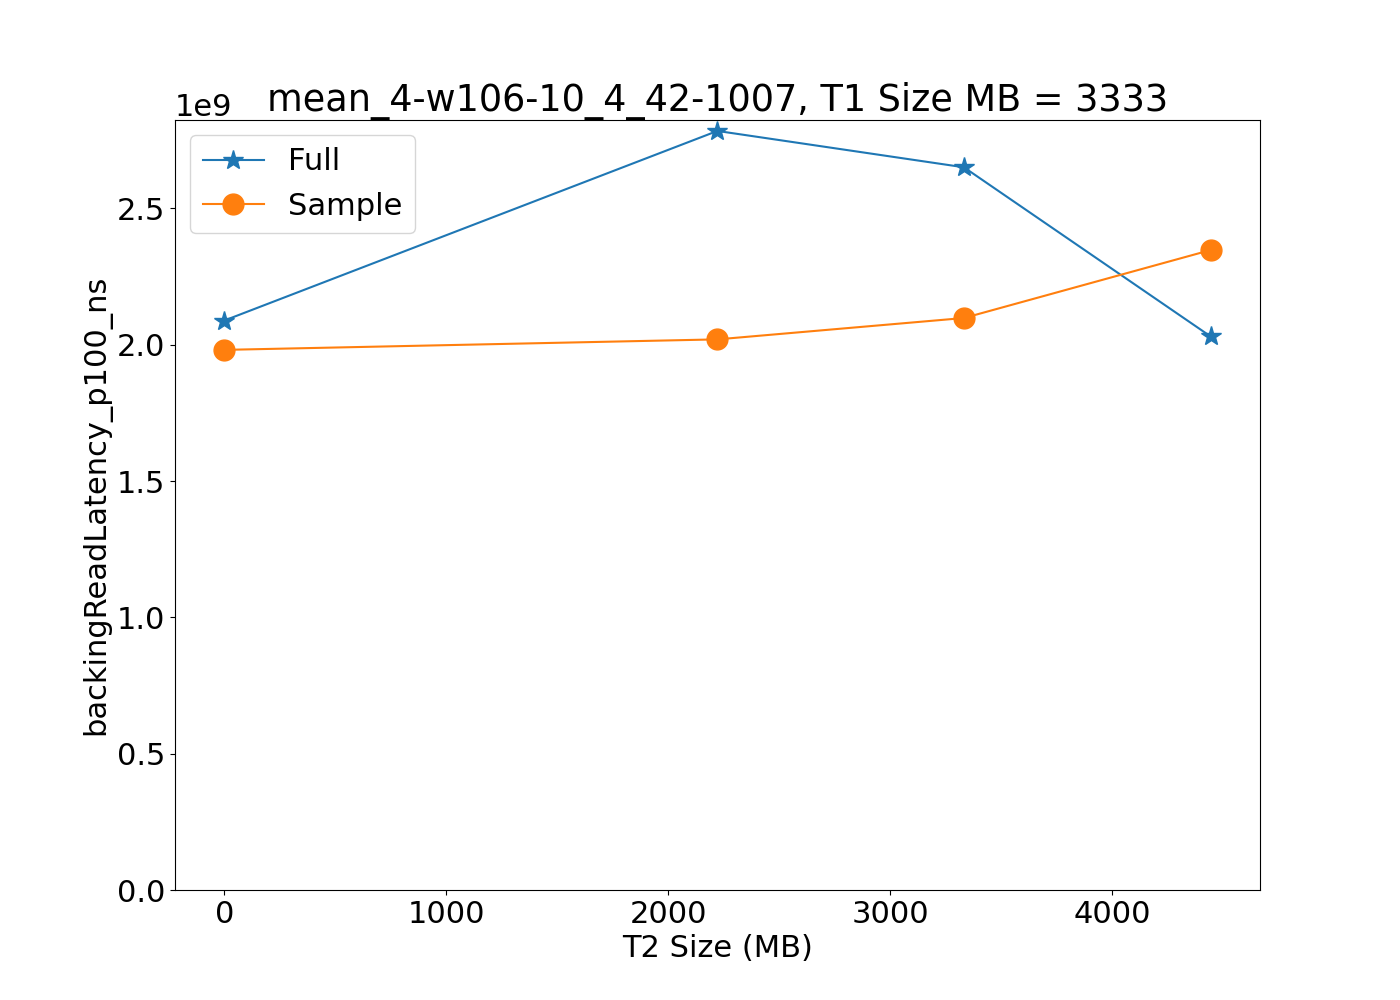 mean_4-w106-10_4_42-1007, T1 Size MB = 3333
1e9
Full
Sample
2.5
2.0
1.5
1.0
0.5
0.0
backingReadLatency_p100_ns
0 1000 2000 3000 4000
T2 Size (MB)